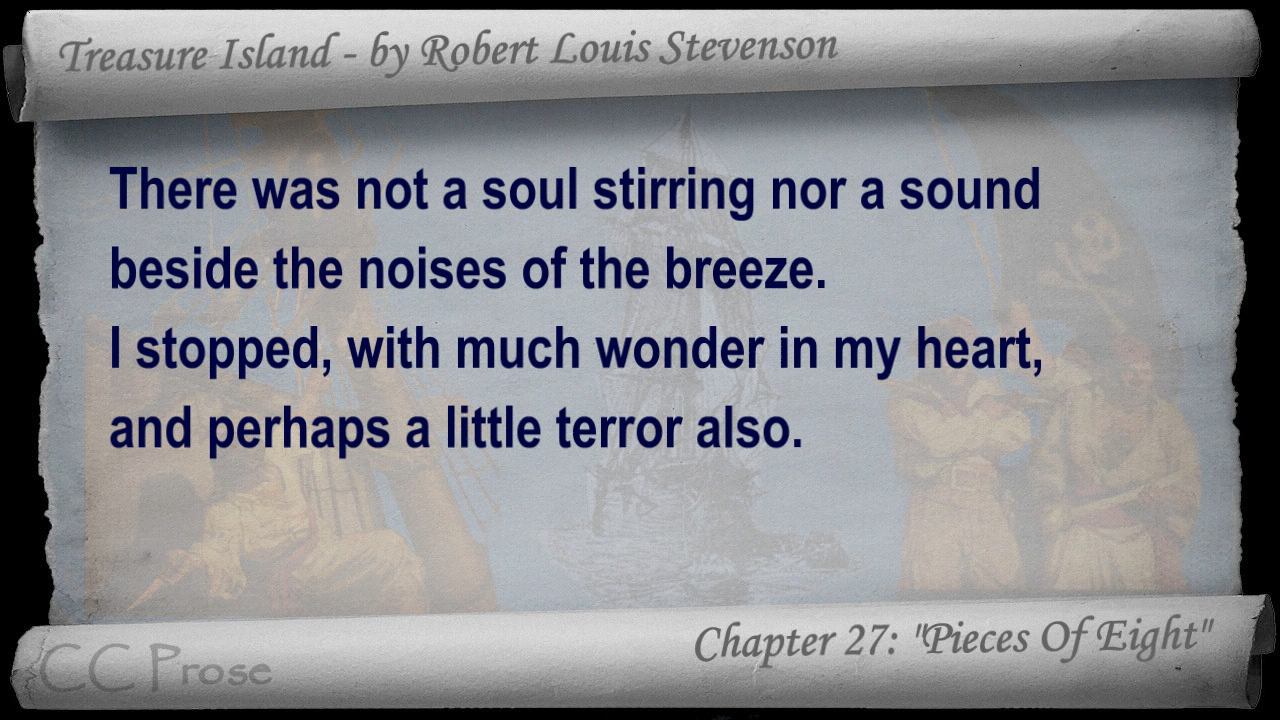 Treasure Island - by Robert Louis Stevenson
There was not a soul stirring nor a sound
beside the noises of the breeze.
I stopped, with much wonder in my heart,
and perhaps a little terror also.
Chapter 27: "Pieces Of Eight"
CC Prose